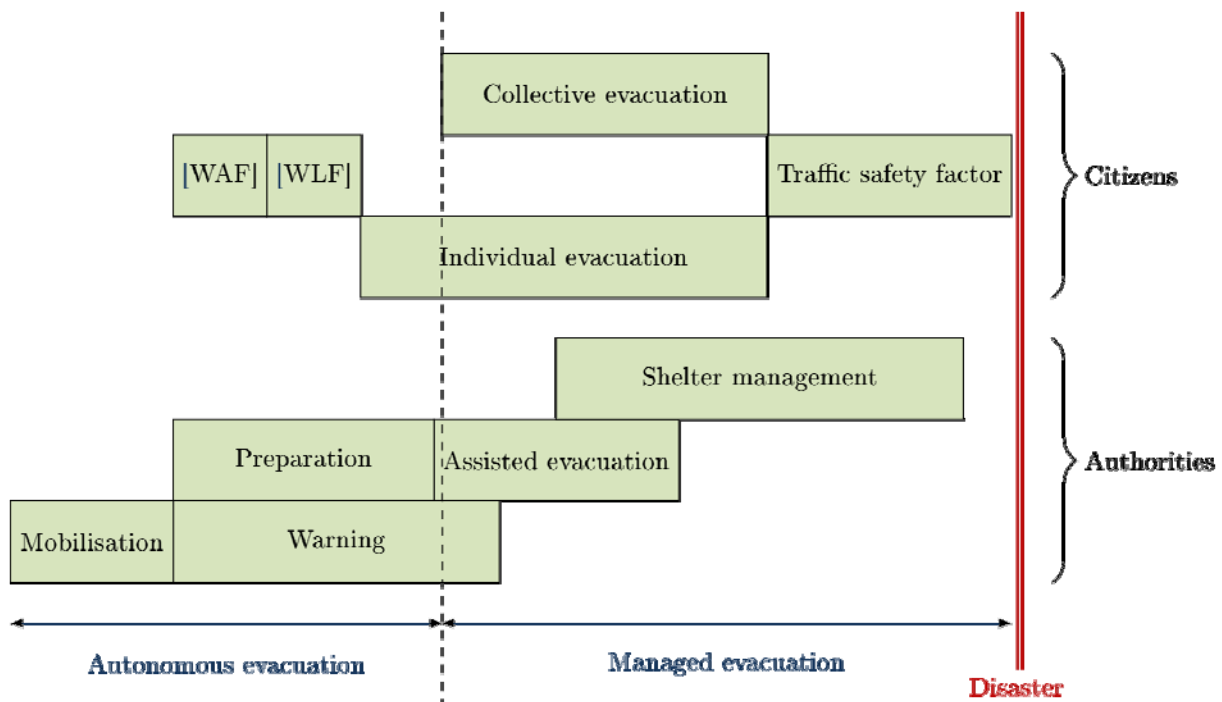 Collective evacuation
[WAF]
[WLF]
Traffic safety factor
Citizens
Individual evacuation
Shelter management
Preparation
Assisted evacuation
Authorities
Mobilisation
Warning
Autonomous evacuation
Managed evacuation
Disaster